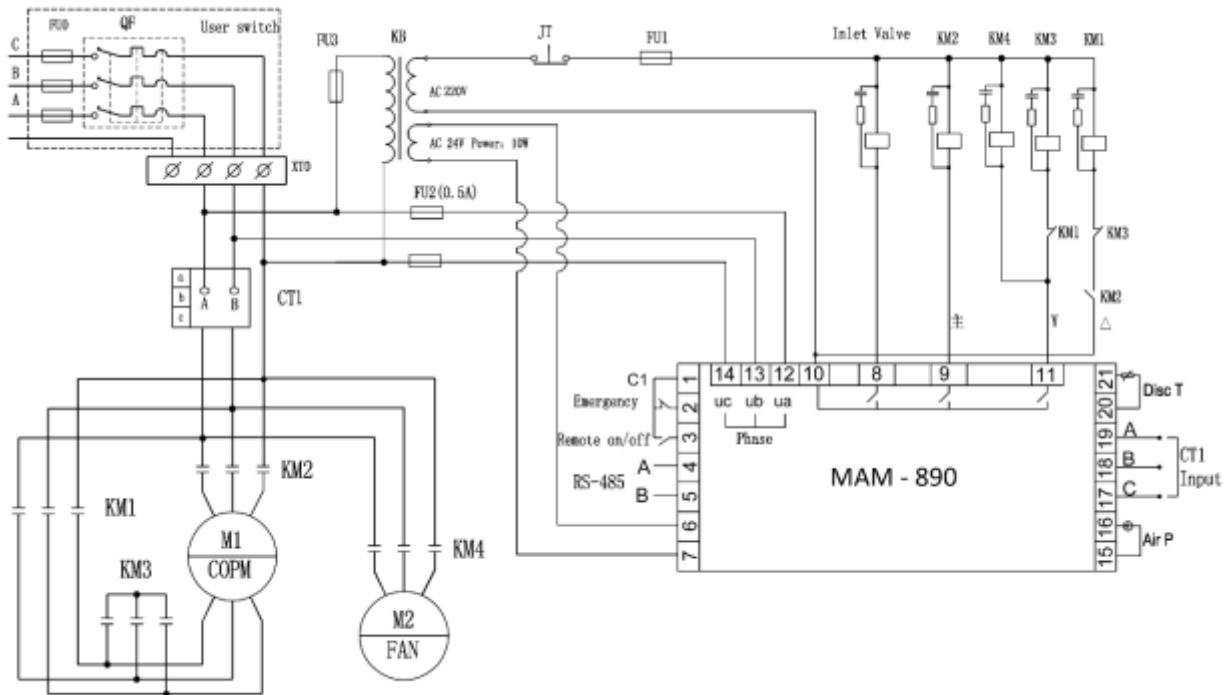 FU0 QF User switch
C
B
A
XT0
FU3
KB
JT
FU1
AC 220V
AC 24V Power: 10W
FU2(0.5A)
Inlet Valve KM2 KM4 KM3 KM1
KM1 KM3
KM2
主 Y △
a
b
c
A B
CT1
KM2
KM1
M1
COPM
KM3
KM4
M2
FAN
14 13 12 10 8 9 11
uc ub ua
Phase
C1
Emergency
Remote on/off
RS-485
A
B
1
2
3
4
5
6
7
MAM - 890
21
20
19
18
17
16
15
Disc T
A
B
C
CT1
Input
Air P